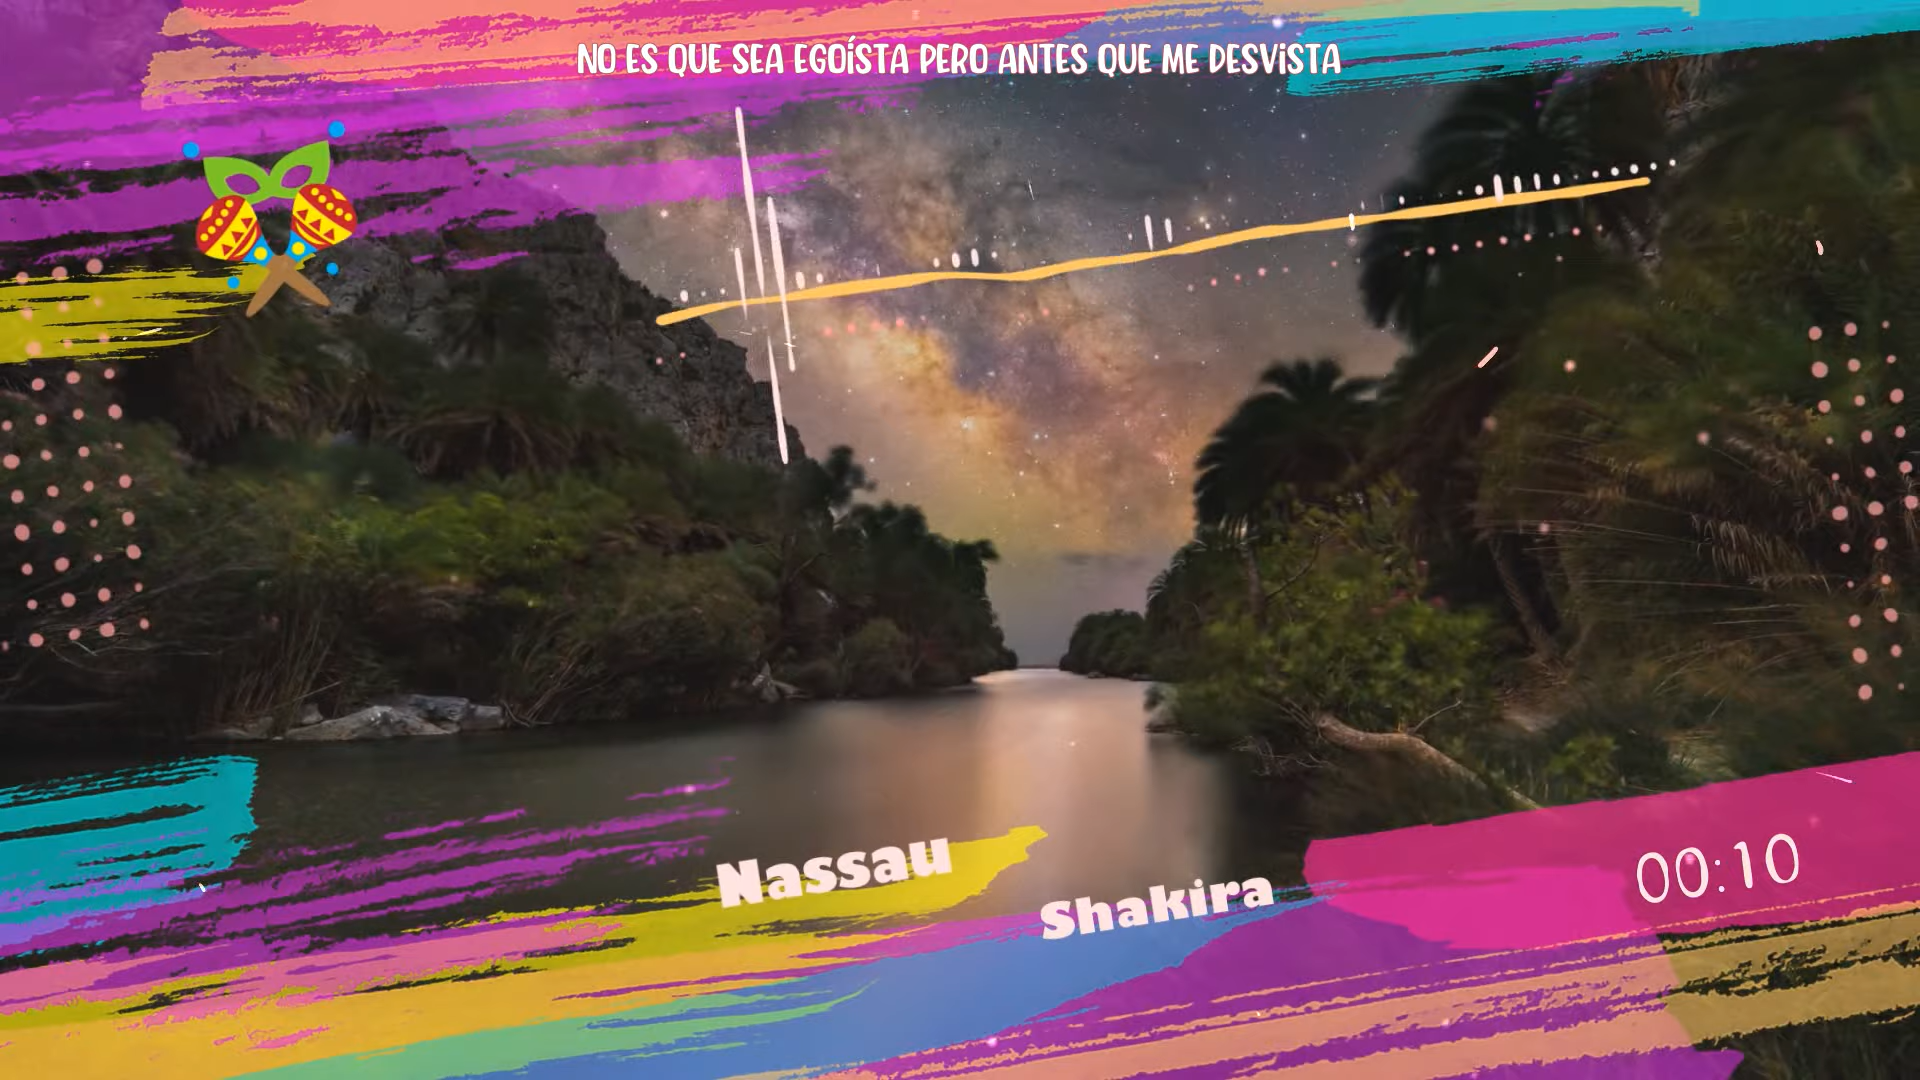 NO ES QUE SEA EGOÍSTA PERO ANTES QUE ME DESVISTA
Nassau
Shakira
00:10